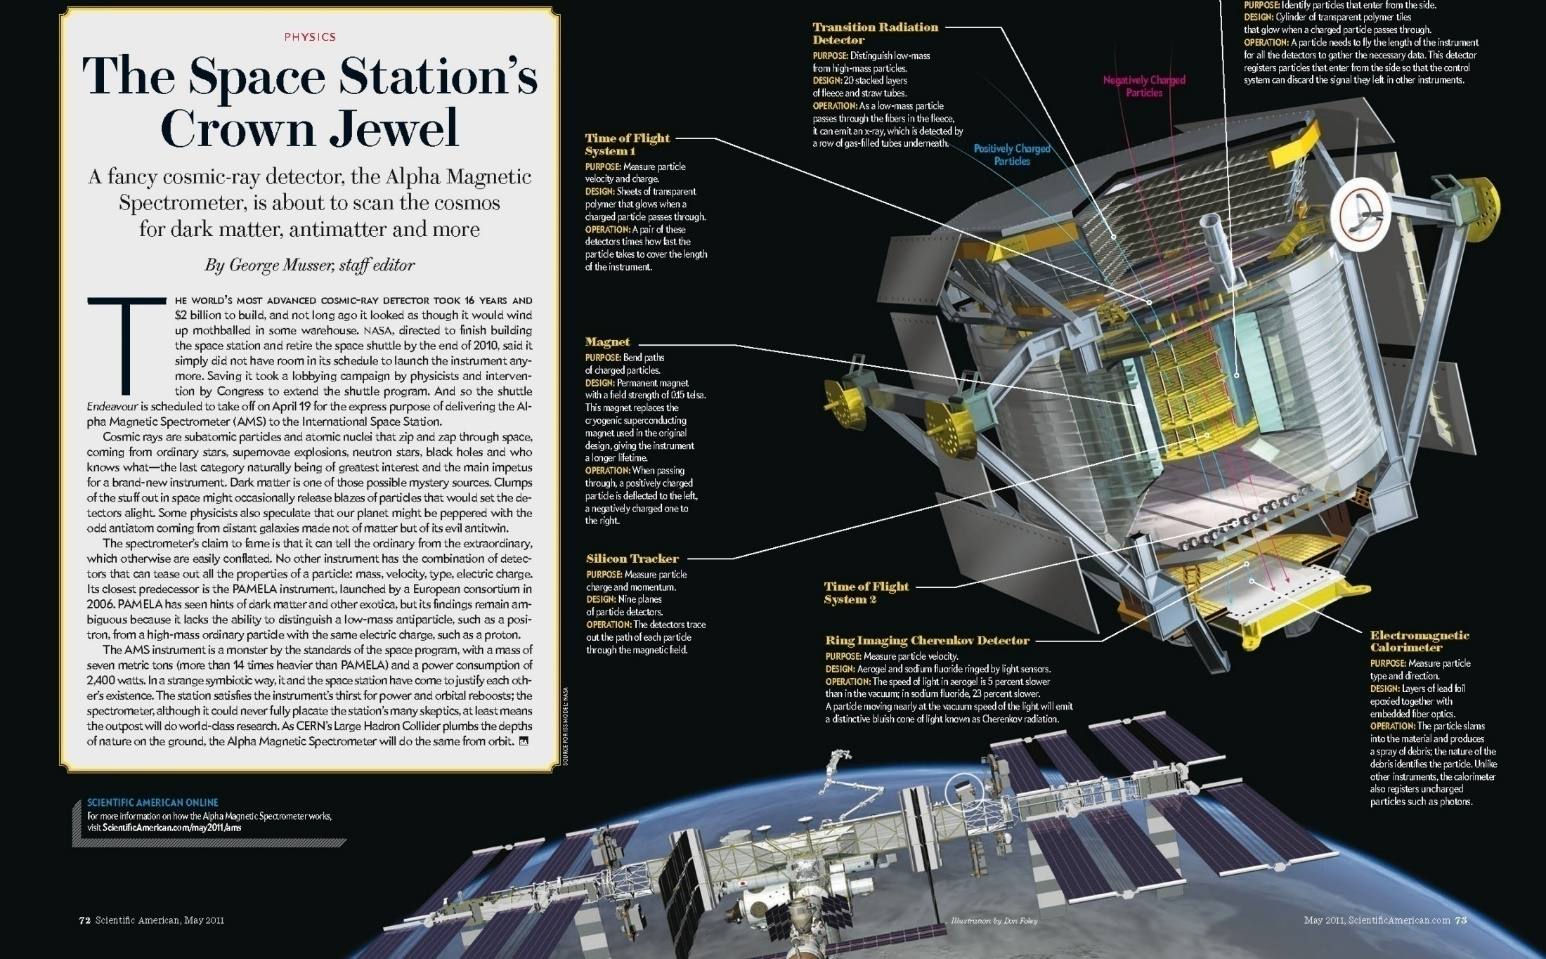 PHYSICS
The Space Station's
Crown Jewel
A fancy cosmic-ray detector, the Alpha Magnetic
Spectrometer, is about to scan the cosmos
for dark matter, antimatter and more
By George Musser, staff editor
THE WORLD'S MOST ADVANCED COSMIC-RAY DETECTOR TOOK 16 YEARS AND
$2 billion to build, and not long ago it looked as though it would wind
up mothballed in some warehouse. NASA, directed to finish building
the space station and retire the space shuttle by the end of 2010, said it
simply did not have room in its schedule to launch the instrument any-
more. Saving it took a lobbying campaign by physicists and interven-
tion by Congress to extend the shuttle program. And so the shuttle
Endeavour is scheduled to take off on April 19 for the express purpose of delivering the Al-
pha Magnetic Spectrometer (AMS) to the International Space Station.
Cosmic rays are subatomic particles and atomic nuclei that zip and zap through space,
coming from ordinary stars, supernovae explosions, neutron stars, black holes and who
knows what—the last category naturally being of greatest interest and the main impetus
for a brand-new instrument. Dark matter is one of those possible mystery sources. Clumps
of the stuff out in space might occasionally release blazes of particles that would set the de-
tectors alight. Some physicists also speculate that our planet might be peppered with the
odd antiatom coming from distant galaxies made not of matter but of its evil antitwin.
The spectrometer's claim to fame is that it can tell the ordinary from the extraordinary,
which otherwise are easily conflated. No other instrument has the combination of detec-
tors that can tease out all the properties of a particle: mass, velocity, type, electric charge.
Its closest predecessor is the PAMELA instrument, launched by a European consortium in
2006. PAMELA has seen hints of dark matter and other exotica, but its findings remain am-
biguous because it lacks the ability to distinguish a low-mass antiparticle, such as a posi-
tron, from a high-mass ordinary particle with the same electric charge, such as a proton.
The AMS instrument is a monster by the standards of the space program, with a mass of
seven metric tons (more than 14 times heavier than PAMELA) and a power consumption of
2,400 watts. In a strange symbiotic way, it and the space station have come to justify each oth-
er's existence. The station satisfies the instrument's thirst for power and orbital reboosts; the
spectrometer, although it could never fully placate the station's many skeptics, at least means
the outpost will do world-class research. As CERN's Large Hadron Collider plumbs the depths
of nature on the ground, the Alpha Magnetic Spectrometer will do the same from orbit.
SOURCE FOR ISS MODEL: NASA
SCIENTIFIC AMERICAN ONLINE
For more information on how the Alpha Magnetic Spectrometer works,
visit ScientificAmerican.com/may2011/ams
72 Scientific American, May 2011
Time of Flight
System 1
PURPOSE: Measure particle
velocity and charge.
DESIGN: Sheets of transparent
polymer that glows when a
charged particle passes through.
OPERATION: A pair of these
detectors times how fast the
particle takes to cover the length
of the instrument.
Magnet
PURPOSE: Bend paths
of charged particles.
DESIGN: Permanent magnet
with a field strength of 0.15 telsa.
This magnet replaces the
cryogenic superconducting
magnet used in the original
design, giving the instrument
a longer lifetime.
OPERATION: When passing
through, a positively charged
particle is deflected to the left,
a negatively charged one to
the right.
Silicon Tracker
PURPOSE: Measure particle
charge and momentum.
DESIGN: Nine planes
of particle detectors.
OPERATION: The detectors trace
out the path of each particle
through the magnetic field.
Transition Radiation
Detector
PURPOSE: Distinguish low-mass
from high-mass particles.
DESIGN: 20 stacked layers
of fleece and straw tubes.
OPERATION: As a low-mass particle
passes through the fibers in the fleece,
it can emit an x-ray, which is detected by
a row of gas-filled tubes underneath.
Positively Charged
Particles
Negatively Charged
Particles
PURPOSE: Identify particles that enter from the side.
DESIGN: Cylinder of transparent polymer tiles
that glow when a charged particle passes through.
OPERATION: A particle needs to fly the length of the instrument
for all the detectors to gather the necessary data. This detector
registers particles that enter from the side so that the control
system can discard the signal they left in other instruments.
Time of Flight
System 2
Ring Imaging Cherenkov Detector
PURPOSE: Measure particle velocity.
DESIGN: Aerogel and sodium fluoride ringed by light sensors.
OPERATION: The speed of light in aerogel is 5 percent slower
than in the vacuum; in sodium fluoride, 23 percent slower.
A particle moving nearly at the vacuum speed of the light will emit
a distinctive bluish cone of light known as Cherenkov radiation.
Electromagnetic
Calorimeter
PURPOSE: Measure particle
type and direction.
DESIGN: Layers of lead foil
epoxied together with
embedded fiber optics.
OPERATION: The particle slams
into the material and produces
a spray of debris; the nature of the
debris identifies the particle. Unlike
other instruments, the calorimeter
also registers uncharged
particles such as photons.
Illustration by Don Foley
May 2011, ScientificAmerican.com 73